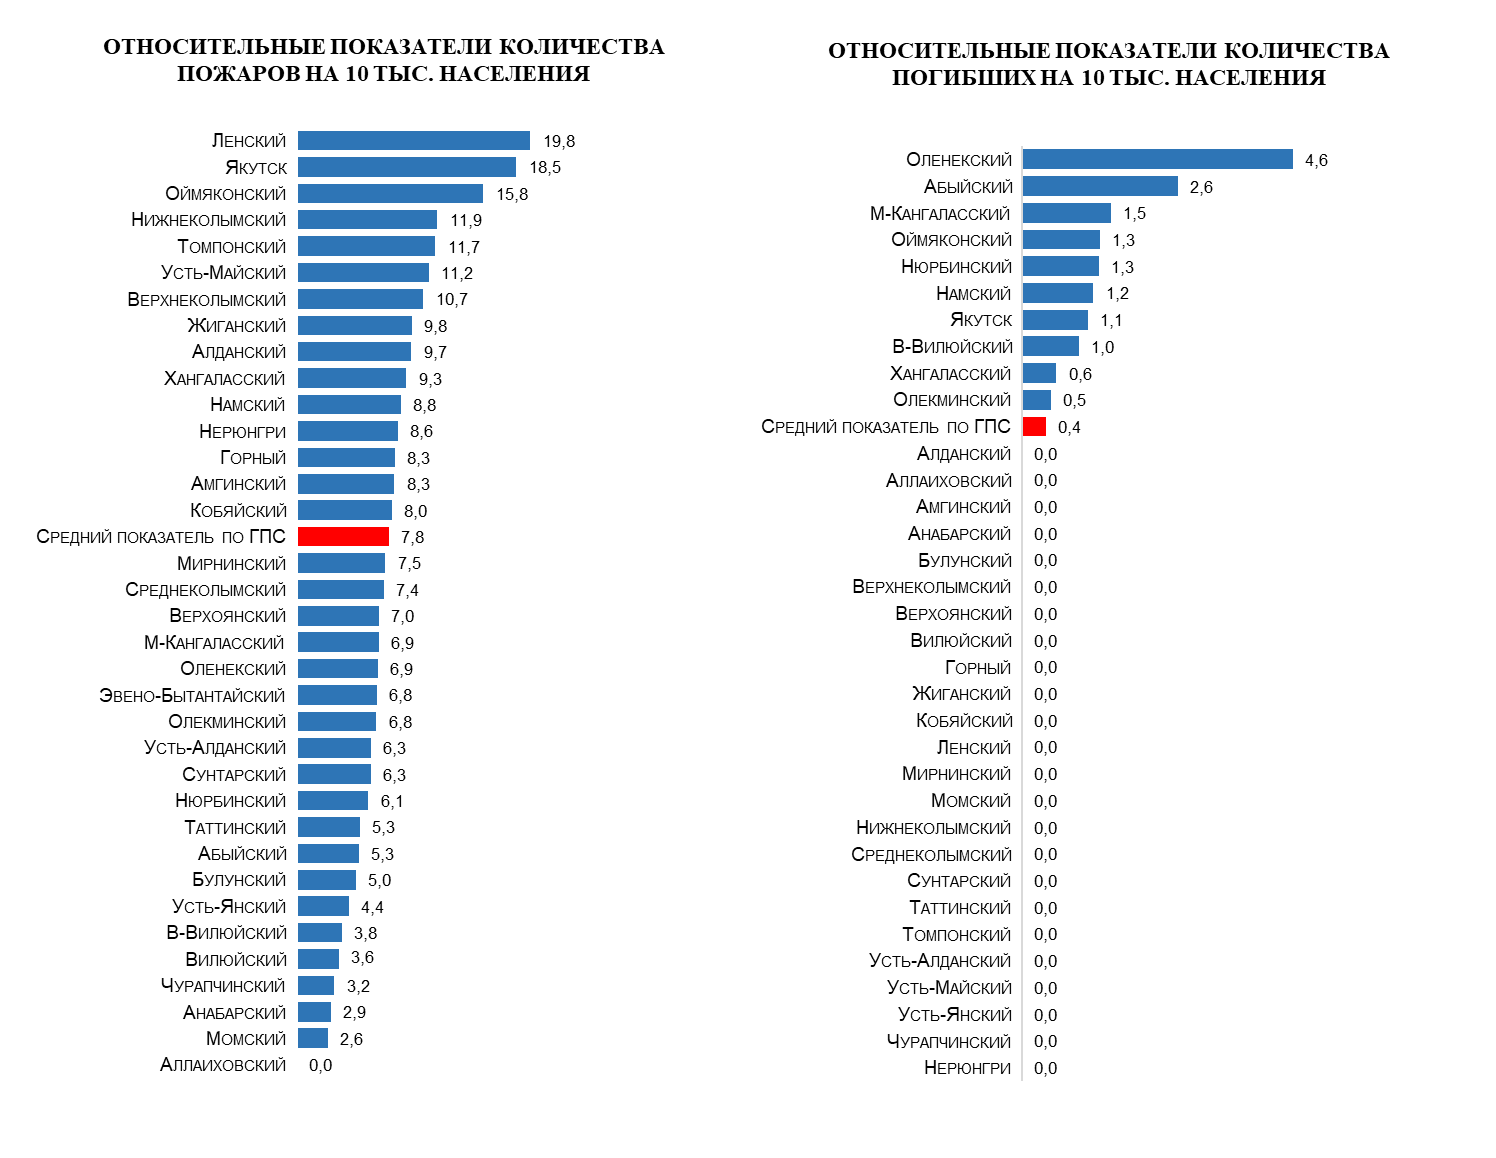 ОТНОСИТЕЛЬНЫЕ ПОКАЗАТЕЛИ КОЛИЧЕСТВА
ПОЖАРОВ НА 10 ТЫС. НАСЕЛЕНИЯ
Ленский 19,8
Якутск 18,5
Оймяконский 15,8
Нижнеколымский 11,9
Томпонский 11,7
Усть-Майский 11,2
Верхнеколымский 10,7
Жиганский 9,8
Алданский 9,7
Хангаласский 9,3
Намский 8,8
Нерюнгри 8,6
Горный 8,3
Амгинский 8,3
Кобяйский 8,0
Средний показатель по ГПС 7,8
Мирнинский 7,5
Среднеколымский 7,4
Верхоянский 7,0
М-Кангаласский 6,9
Оленекский 6,9
Эвено-Бытантайский 6,8
Олекминский 6,8
Усть-Алданский 6,3
Сунтарский 6,3
Нюрбинский 6,1
Таттинский 5,3
Абыйский 5,3
Булунский 5,0
Усть-Янский 4,4
В-Вилюйский 3,8
Вилюйский 3,6
Чурапчинский 3,2
Анабарский 2,9
Момский 2,6
Аллаиховский 0,0
ОТНОСИТЕЛЬНЫЕ ПОКАЗАТЕЛИ КОЛИЧЕСТВА
ПОГИБШИХ НА 10 ТЫС. НАСЕЛЕНИЯ
Оленекский 4,6
Абыйский 2,6
М-Кангаласский 1,5
Оймяконский 1,3
Нюрбинский 1,3
Намский 1,2
Якутск 1,1
В-Вилюйский 1,0
Хангаласский 0,6
Олекминский 0,5
Средний показатель по ГПС 0,4
Алданский 0,0
Аллаиховский 0,0
Амгинский 0,0
Анабарский 0,0
Булунский 0,0
Верхнеколымский 0,0
Верхоянский 0,0
Вилюйский 0,0
Горный 0,0
Жиганский 0,0
Кобяйский 0,0
Ленский 0,0
Мирнинский 0,0
Момский 0,0
Нижнеколымский 0,0
Среднеколымский 0,0
Сунтарский 0,0
Таттинский 0,0
Томпонский 0,0
Усть-Алданский 0,0
Усть-Майский 0,0
Усть-Янский 0,0
Чурапчинский 0,0
Нерюнгри 0,0